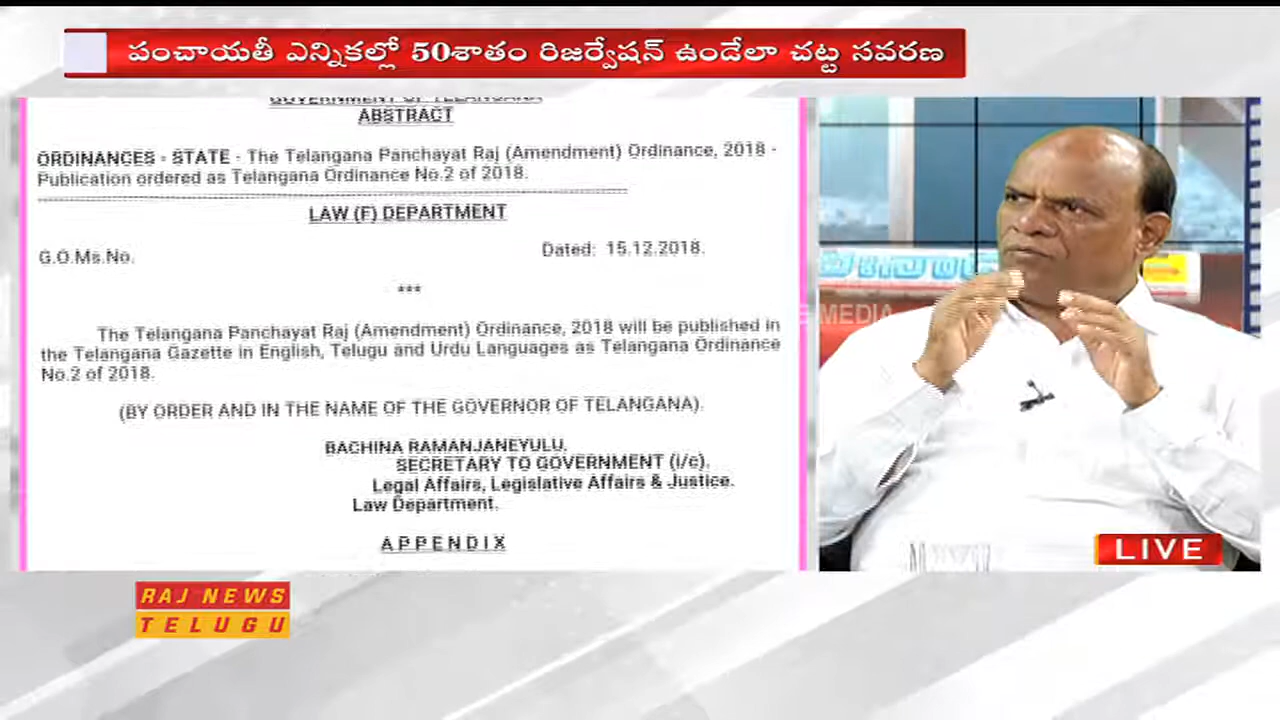 పంచాయతీ ఎన్నికల్లో 50శాతం రిజర్వేషన్ ఉండేలా చట్ట సవరణ
GOVERNMENT OF TELANGANA
ABSTRACT
ORDINANCES - STATE - The Telangana Panchayat Raj (Amendment) Ordinance, 2018 -
Publication ordered as Telangana Ordinance No.2 of 2018.
LAW (F) DEPARTMENT
G.O.Ms.No.
Dated: 15.12.2018.
***
The Telangana Panchayat Raj (Amendment) Ordinance, 2018 will be published in
the Telangana Gazette in English, Telugu and Urdu Languages as Telangana Ordinance
No.2 of 2018.
(BY ORDER AND IN THE NAME OF THE GOVERNOR OF TELANGANA).
BACHINA RAMANJANEYULU,
SECRETARY TO GOVERNMENT (i/c),
Legal Affairs, Legislative Affairs & Justice.
Law Department.
APPENDIX
MEDIA
LIVE
RAJ NEWS
TELUGU